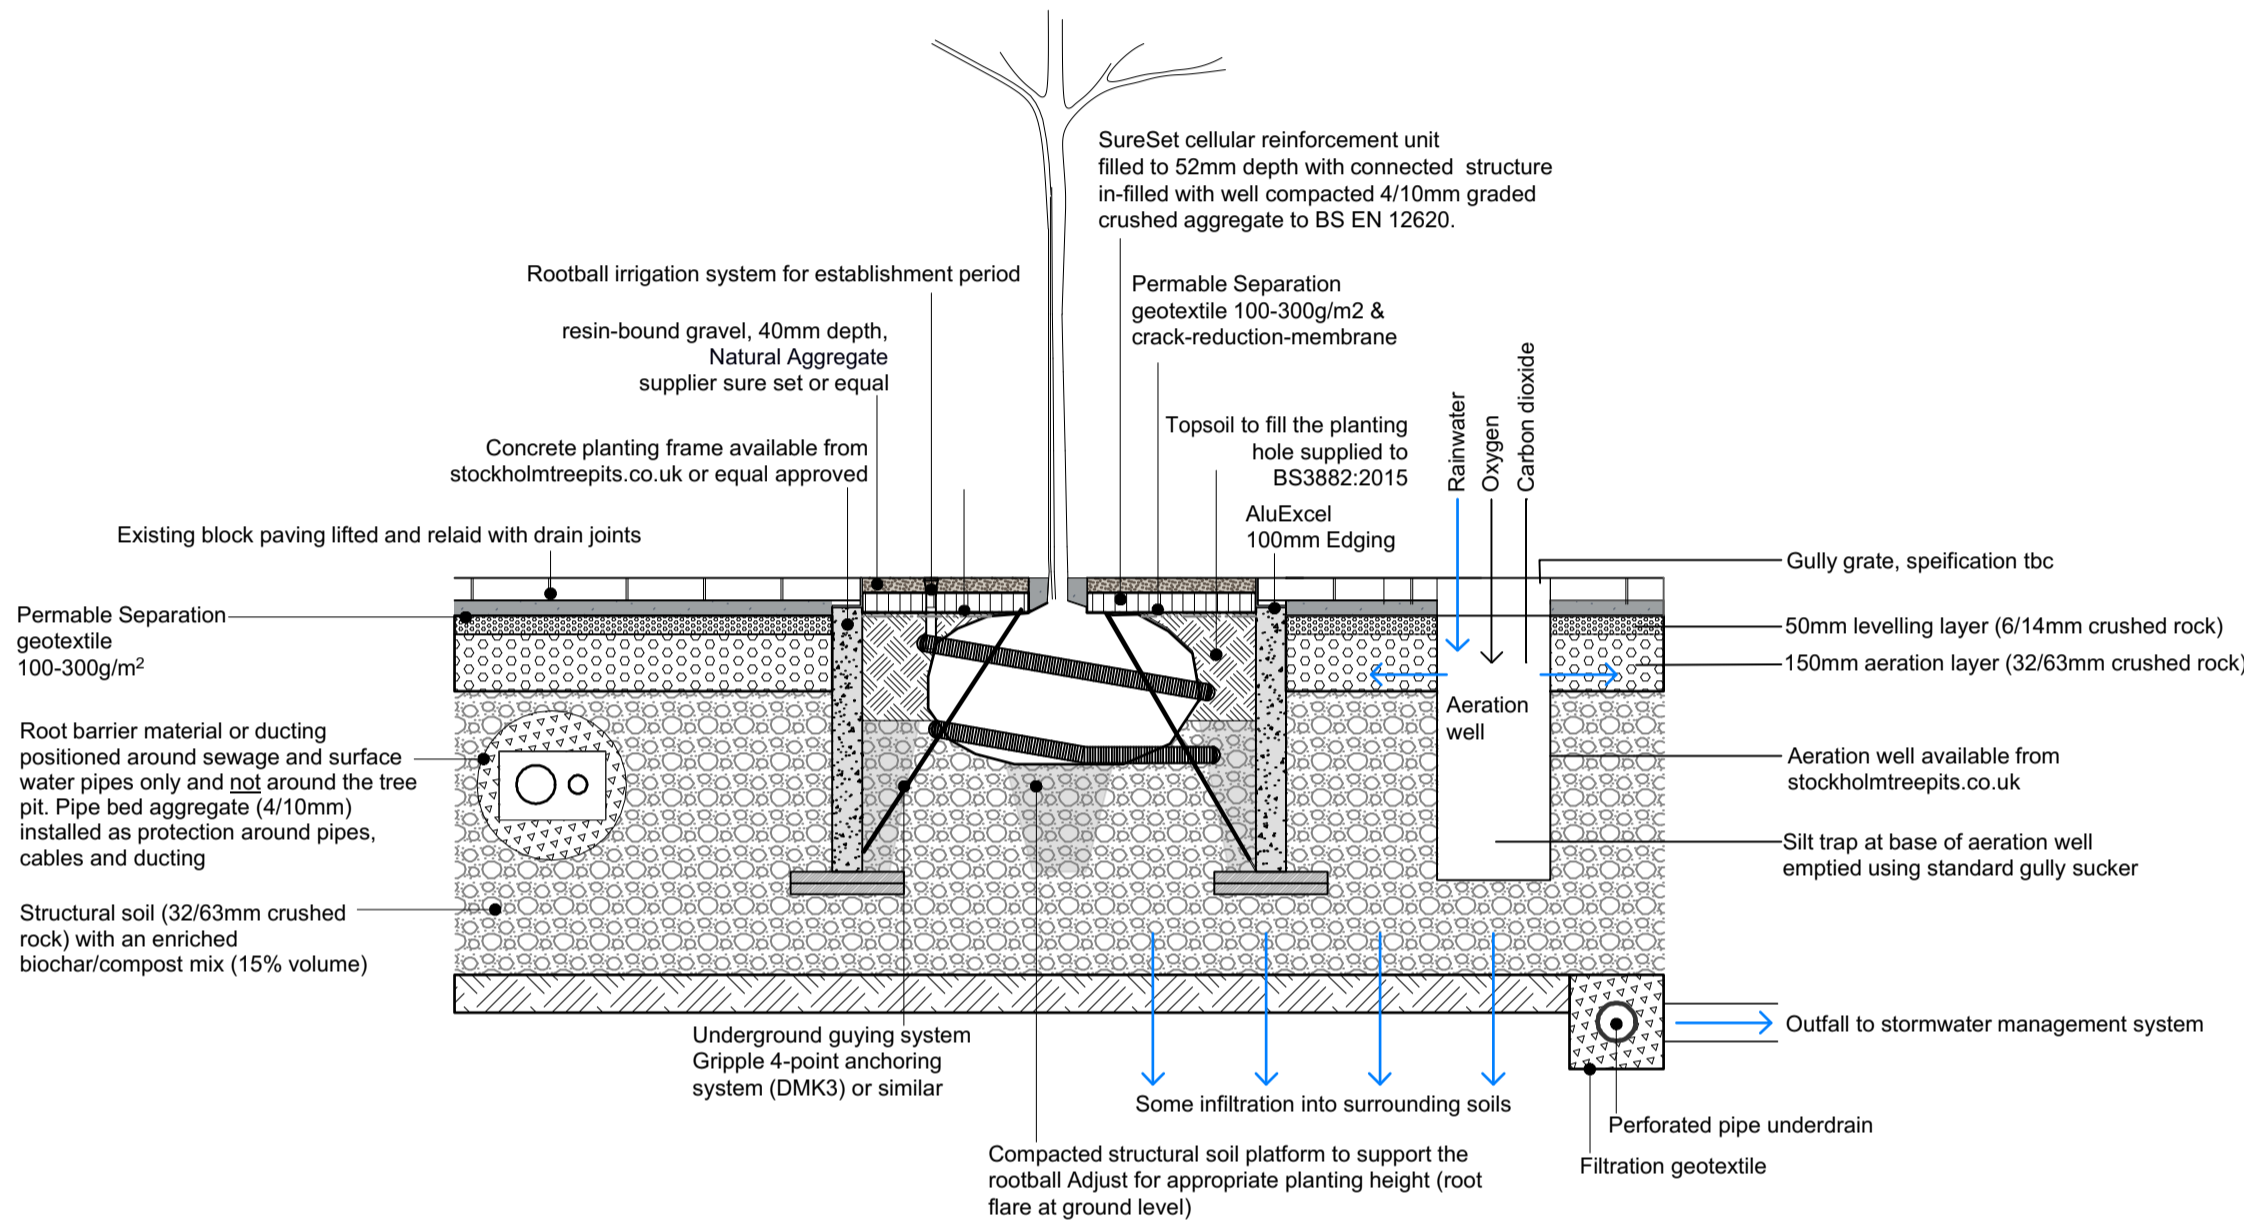 SureSet cellular reinforcement unit
filled to 52mm depth with connected structure
in-filled with well compacted 4/10mm graded
crushed aggregate to BS EN 12620.
Rootball irrigation system for establishment period
Permable Separation
geotextile 100-300g/m2 &
crack-reduction-membrane
resin-bound gravel, 40mm depth,
Natural Aggregate
supplier sure set or equal
Concrete planting frame available from
stockholmtreepits.co.uk or equal approved
Topsoil to fill the planting
hole supplied to
BS3882:2015
Rainwater
Oxygen
Carbon dioxide
AluExcel
100mm Edging
Existing block paving lifted and relaid with drain joints
Gully grate, speification tbc
Permable Separation
geotextile
100-300g/m²
50mm levelling layer (6/14mm crushed rock)
150mm aeration layer (32/63mm crushed rock)
Aeration
well
Root barrier material or ducting
positioned around sewage and surface
water pipes only and not around the tree
pit. Pipe bed aggregate (4/10mm)
installed as protection around pipes,
cables and ducting
Aeration well available from
stockholmtreepits.co.uk
Silt trap at base of aeration well
emptied using standard gully sucker
Structural soil (32/63mm crushed
rock) with an enriched
biochar/compost mix (15% volume)
Underground guying system
Gripple 4-point anchoring
system (DMK3) or similar
Outfall to stormwater management system
Some infiltration into surrounding soils
Perforated pipe underdrain
Filtration geotextile
Compacted structural soil platform to support the
rootball Adjust for appropriate planting height (root
flare at ground level)